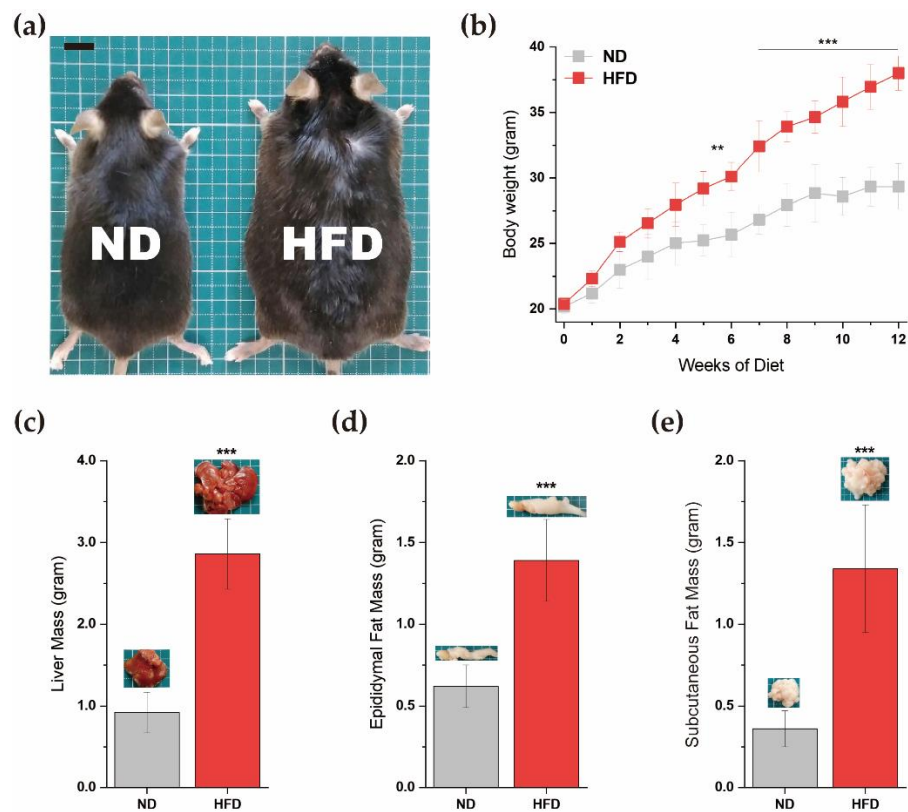 (a)
ND
HFD
(b)
ND
HFD
Body weight (gram)
40
35
30
25
20
**
***
0 2 4 6 8 10 12
Weeks of Diet
(c)
Liver Mass (gram)
4.0
3.0
2.0
1.0
0.0
***
ND HFD
(d)
Epididymal Fat Mass (gram)
2.0
1.5
1.0
0.5
0.0
***
ND HFD
(e)
Subcutaneous Fat Mass (gram)
2.0
1.5
1.0
0.5
0.0
***
ND HFD